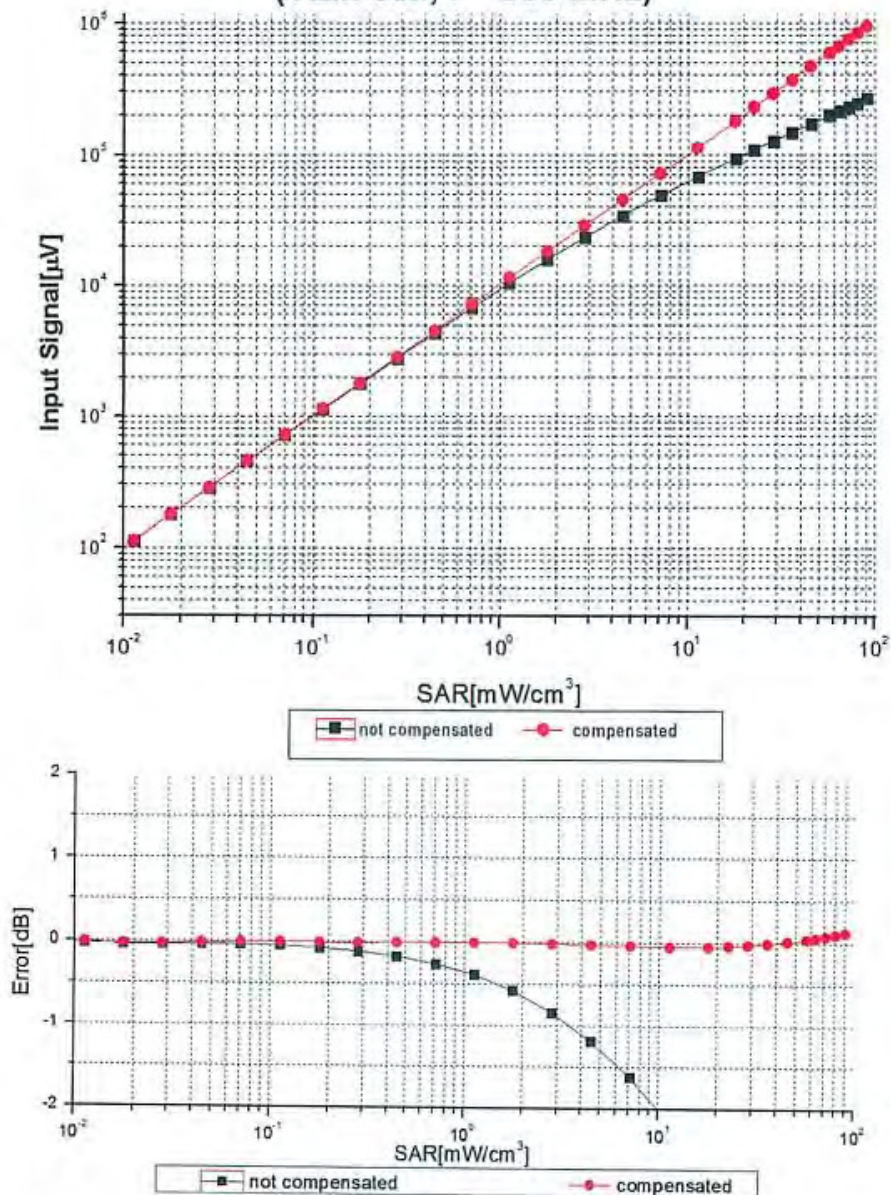 10⁶
10⁵
10⁴
10³
10²
Input Signal[µV]
10⁻²
10⁻¹
10⁰
10¹
10²
SAR[mW/cm³]
not compensated
compensated
2
1
0
-1
-2
Error[dB]
10⁻²
10⁻¹
10⁰
10¹
10²
SAR[mW/cm³]
not compensated
compensated